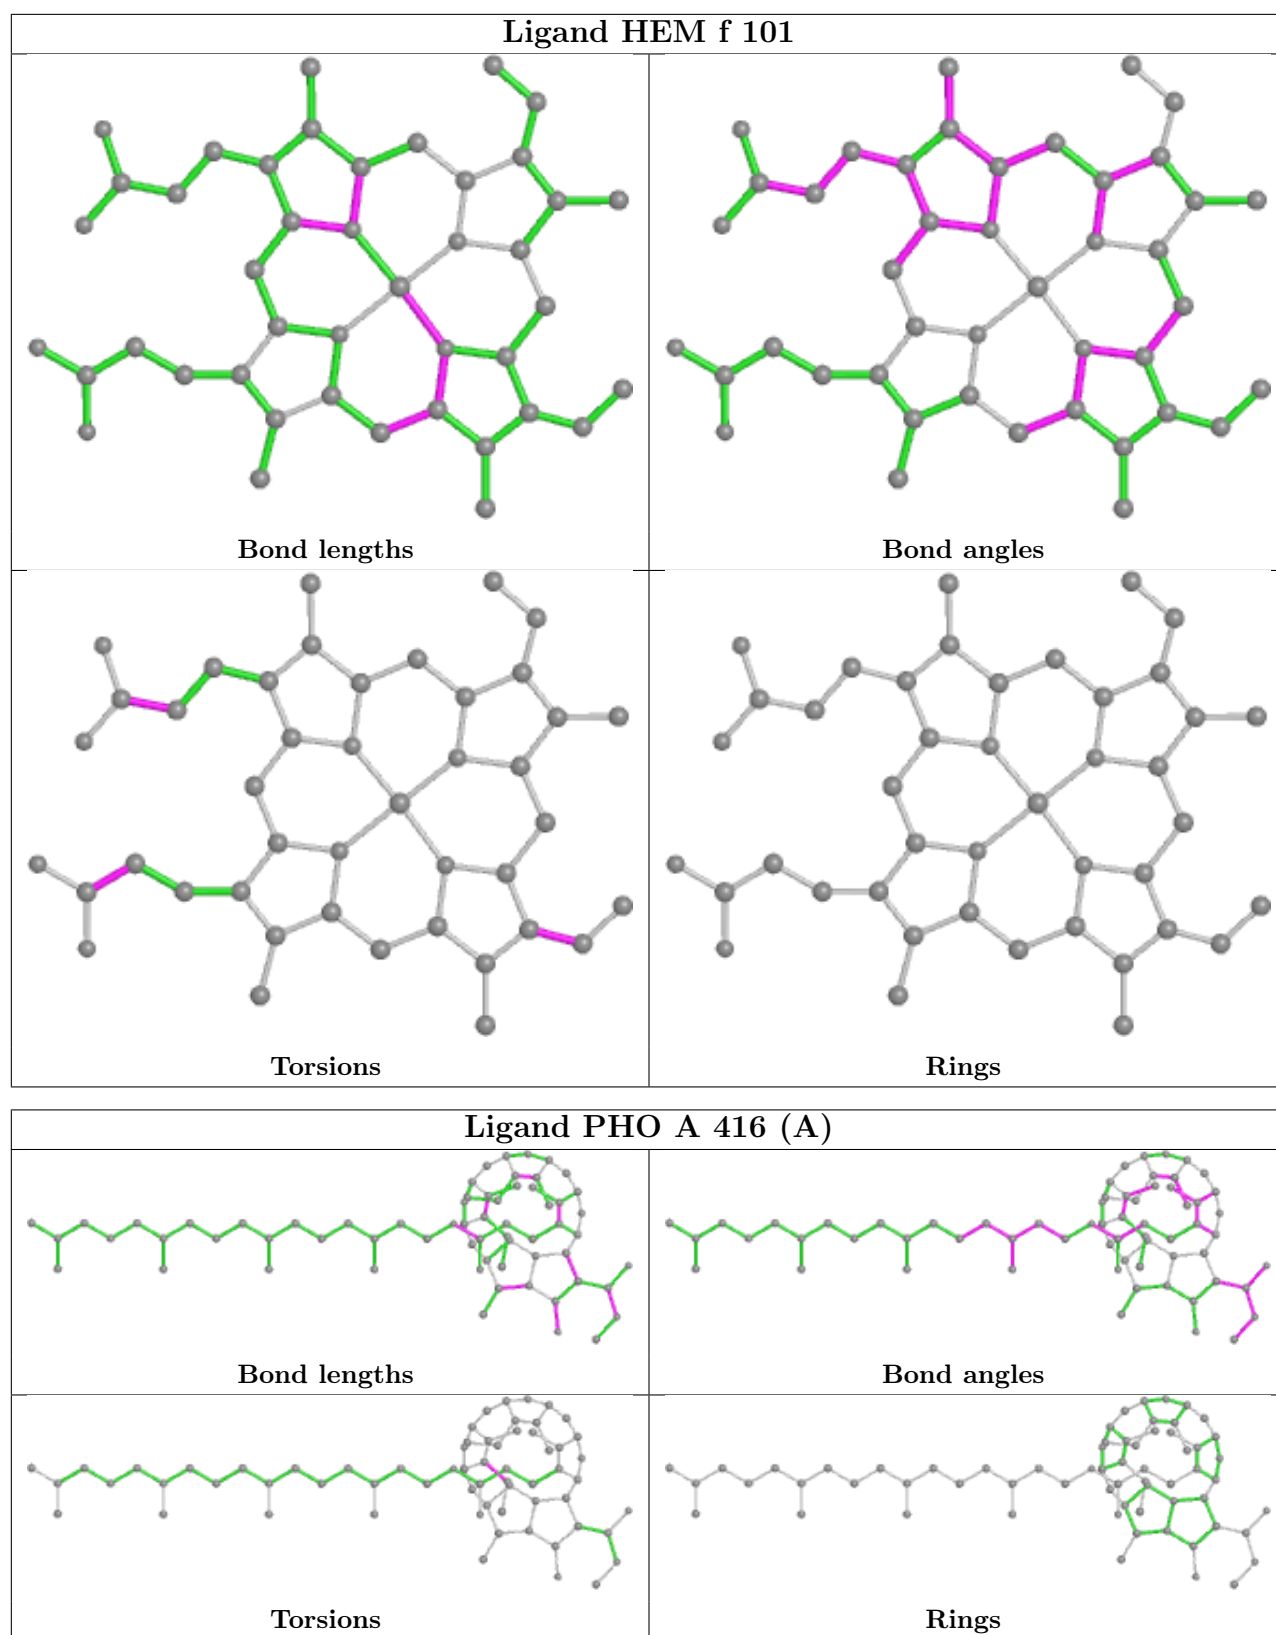 Ligand HEM f 101
Bond lengths
Bond angles
Torsions
Rings
Ligand PHO A 416 (A)
Bond lengths
Bond angles
Torsions
Rings